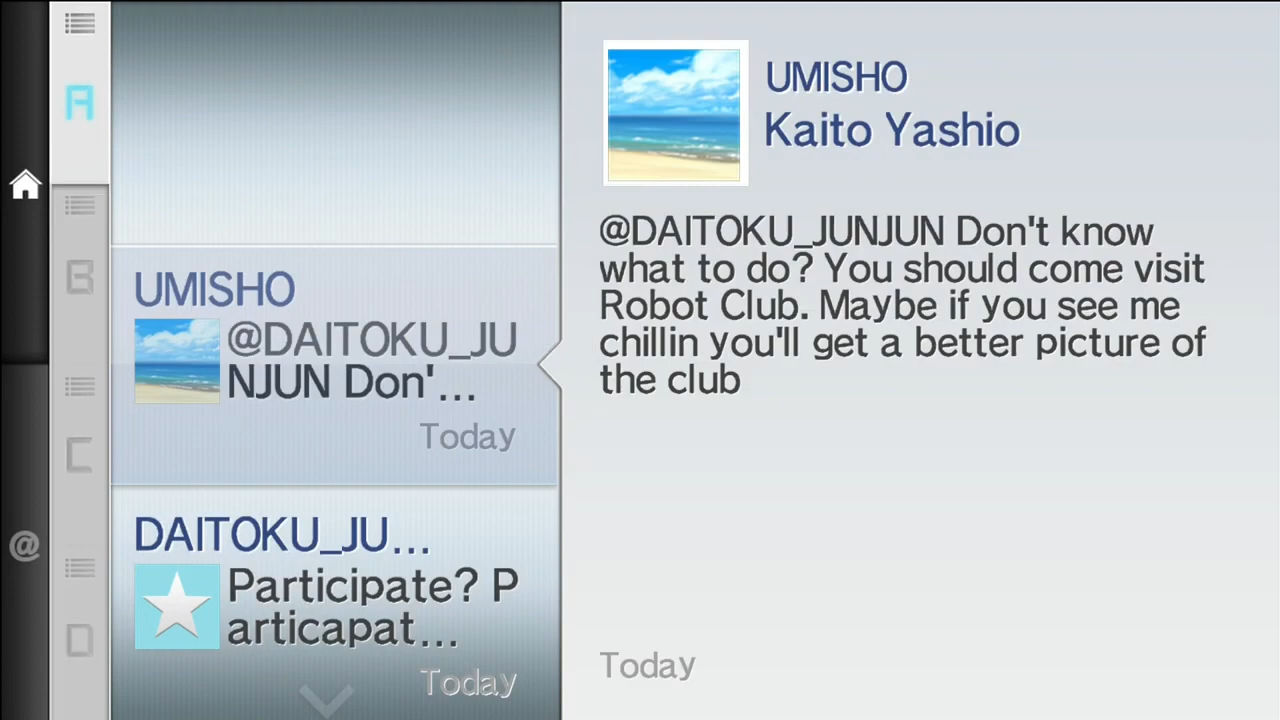 A
B
C
D
@
UMISHO
@DAITOKU_JU
NJUN Don'...
Today
DAITOKU_JU...
Participate? P
articapat...
Today
UMISHO
Kaito Yashio
@DAITOKU_JUNJUN Don't know
what to do? You should come visit
Robot Club. Maybe if you see me
chillin you'll get a better picture of
the club
Today